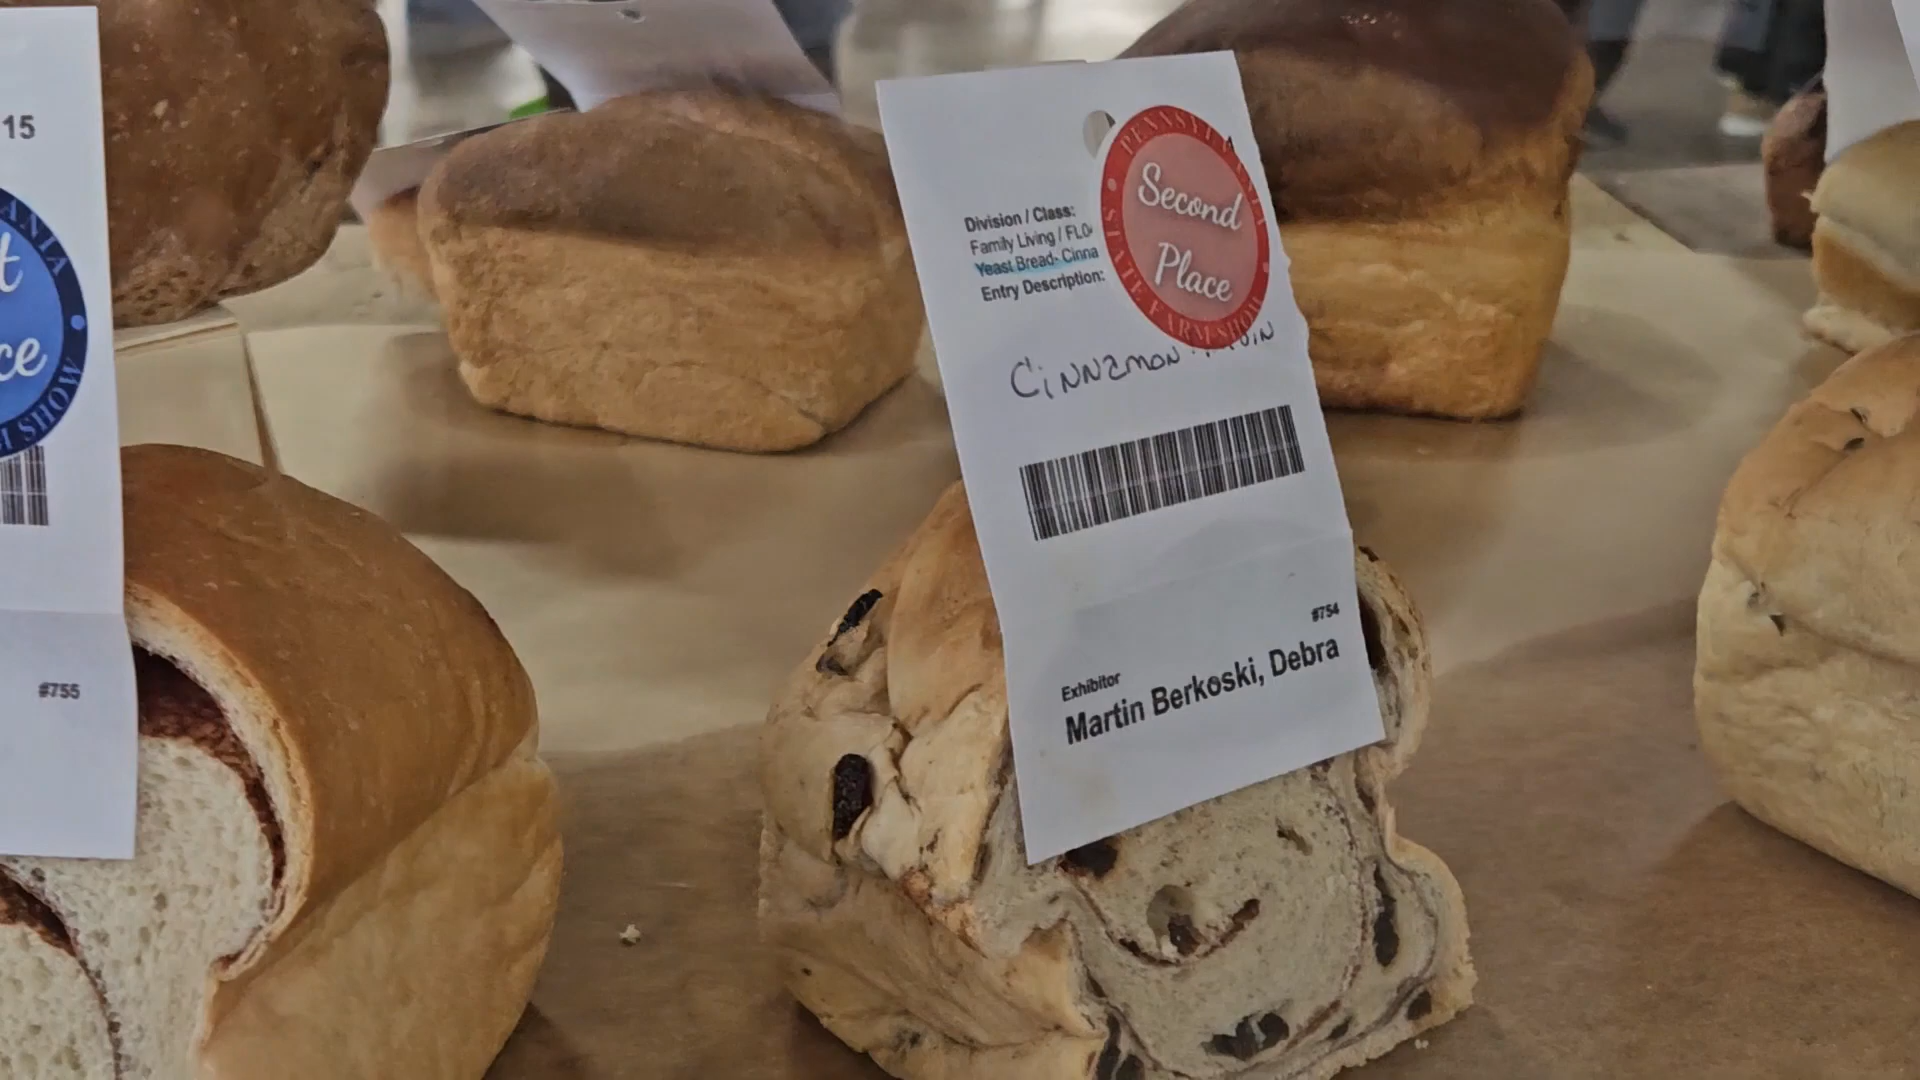 15
#755
PENNSYLVANIA
Second
Place
STATE FARM SHOW
Division / Class:
Family Living / FL0
Yeast Bread- Cinna
Entry Description:
Cinnamon
#754
Exhibitor
Martin Berkoski, Debra